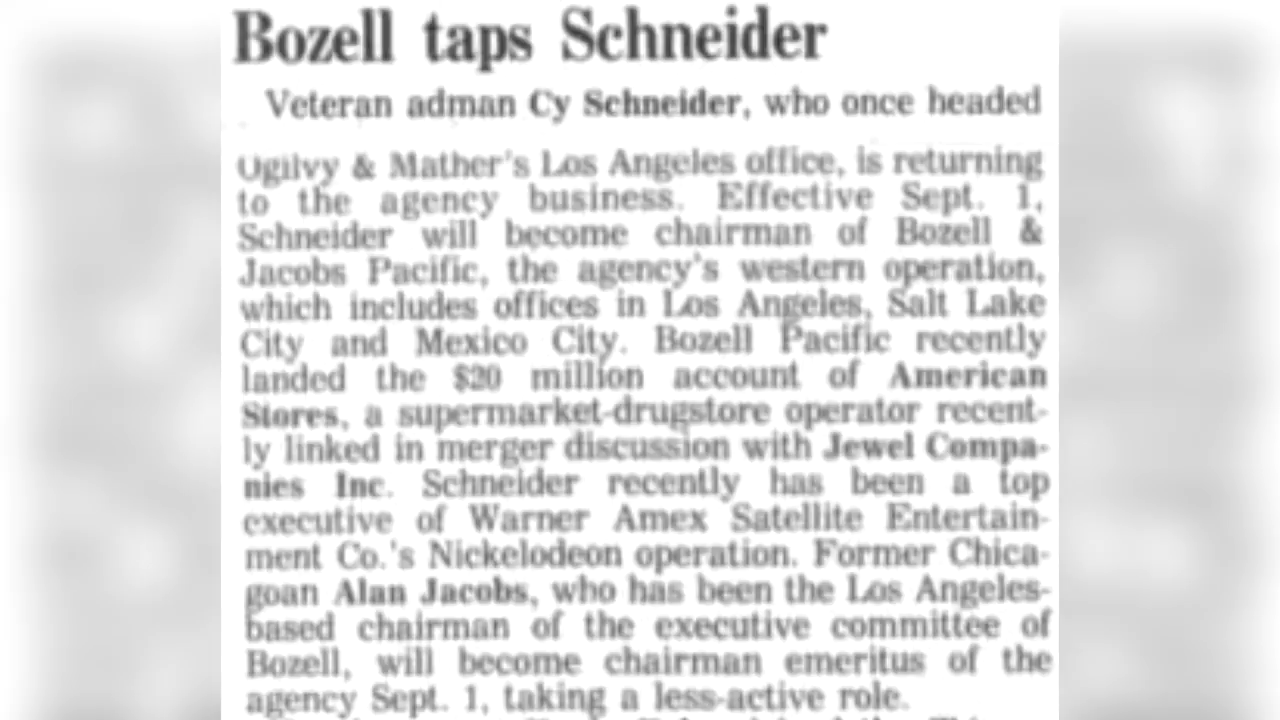 Bozell taps Schneider
Veteran adman Cy Schneider, who once headed
Ogilvy & Mather's Los Angeles office, is returning
to the agency business. Effective Sept. 1,
Schneider will become chairman of Bozell &
Jacobs Pacific, the agency's western operation,
which includes offices in Los Angeles, Salt Lake
City and Mexico City. Bozell Pacific recently
landed the $20 million account of American
Stores, a supermarket-drugstore operator recent-
ly linked in merger discussion with Jewel Compa-
nies Inc. Schneider recently has been a top
executive of Warner Amex Satellite Entertain-
ment Co.'s Nickelodeon operation. Former Chica-
goan Alan Jacobs, who has been the Los Angeles-
based chairman of the executive committee of
Bozell, will become chairman emeritus of the
agency Sept. 1, taking a less-active role.